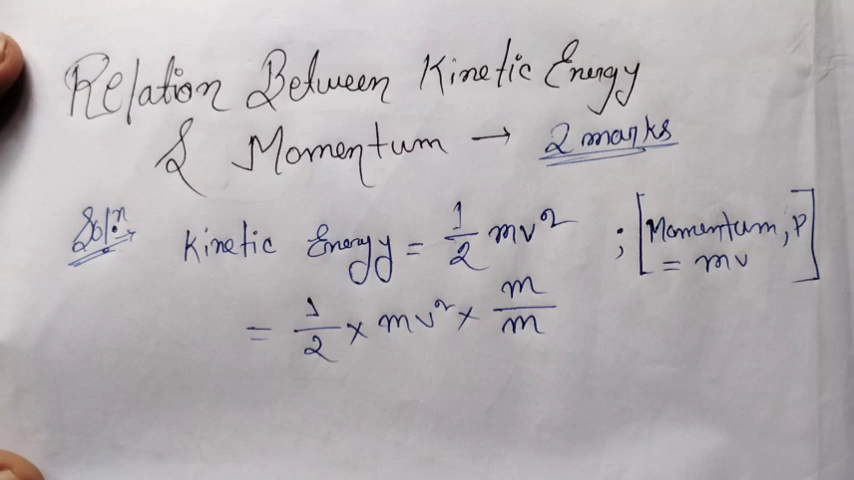 Relation Between Kinetic Energy
& Momentum → 2 marks
Solⁿ: Kinetic Energy = 1/2 mv² ; [Momentum, P = mv]
= 1/2 × mv² × m/m